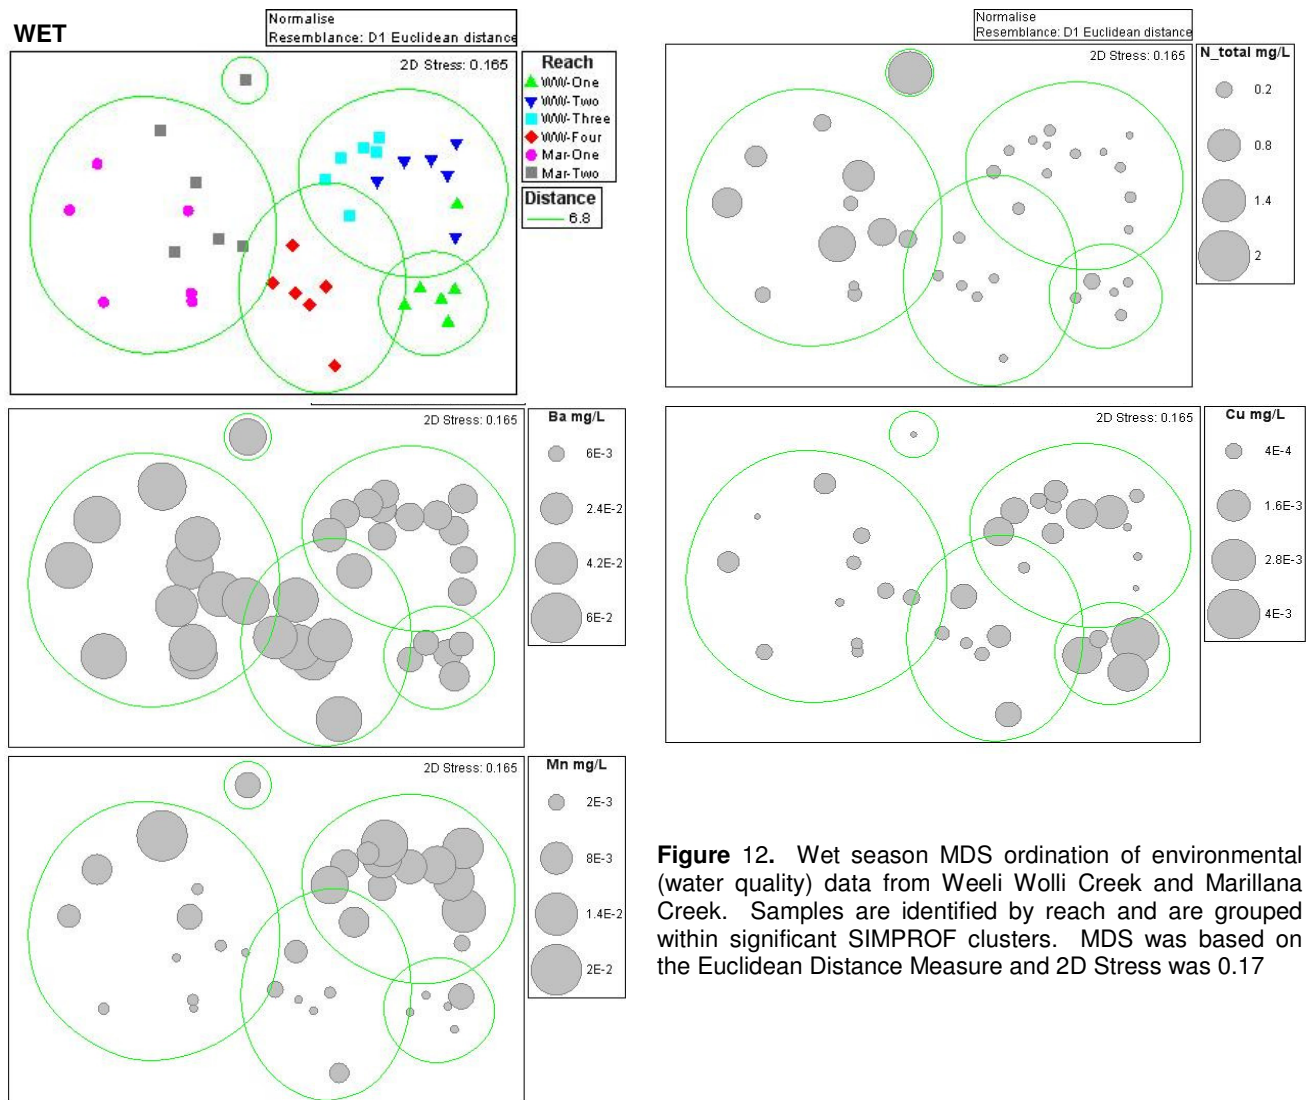 WET
Normalise
Resemblance: D1 Euclidean distance
2D Stress: 0.165
Reach
WW-One
WW-Two
WW-Three
WW-Four
Mar-One
Mar-Two
Distance
6.8
Normalise
Resemblance: D1 Euclidean distance
2D Stress: 0.165
N_total mg/L
0.2
0.8
1.4
2
2D Stress: 0.165
Ba mg/L
6E-3
2.4E-2
4.2E-2
6E-2
2D Stress: 0.165
Cu mg/L
4E-4
1.6E-3
2.8E-3
4E-3
2D Stress: 0.165
Mn mg/L
2E-3
8E-3
1.4E-2
2E-2
Figure 12. Wet season MDS ordination of environmental
(water quality) data from Weeli Wolli Creek and Marillana
Creek. Samples are identified by reach and are grouped
within significant SIMPROF clusters. MDS was based on
the Euclidean Distance Measure and 2D Stress was 0.17